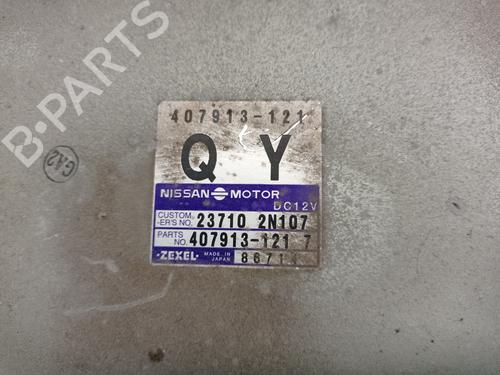 B-PARTS
407913-121
Q Y
NISSAN MOTOR
DC12V
CUSTOM-ER'S NO. 23710 2N107
PARTS NO. 407913-121 7
ZEXEL MADE IN JAPAN 8671
CA2